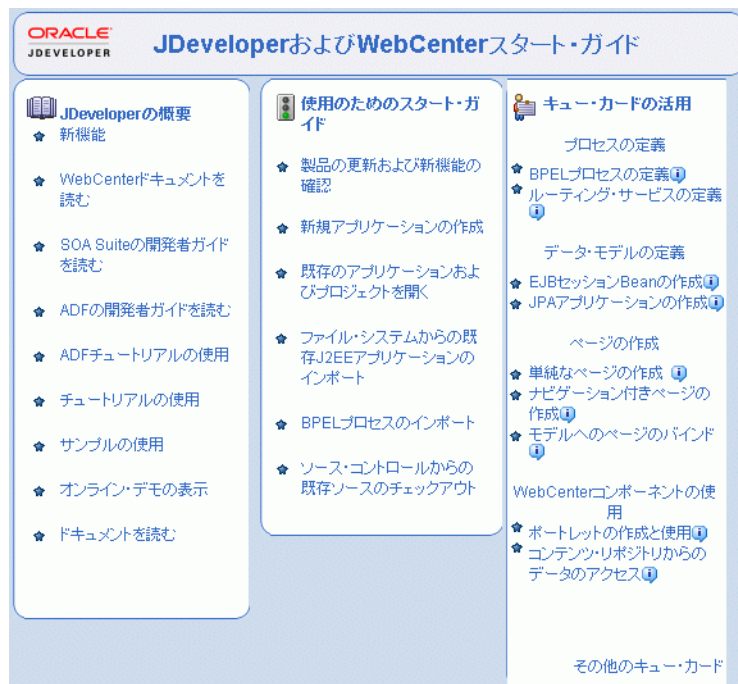 ORACLE
JDEVELOPER
JDeveloperおよびWebCenterスタート・ガイド
JDeveloperの概要
新機能
WebCenterドキュメントを
読む
SOA Suiteの開発者ガイド
を読む
ADFの開発者ガイドを読む
ADFチュートリアルの使用
チュートリアルの使用
サンプルの使用
オンライン・デモの表示
ドキュメントを読む
使用のためのスタート・ガ
イド
製品の更新および新機能の
確認
新規アプリケーションの作成
既存のアプリケーションおよ
びプロジェクトを開く
ファイル・システムからの既
存J2EEアプリケーションの
インポート
BPELプロセスのインポート
ソース・コントロールからの
既存ソースのチェックアウト
キュー・カードの活用
プロセスの定義
BPELプロセスの定義
ルーティング・サービスの定義
データ・モデルの定義
EJBセッションBeanの作成
JPAアプリケーションの作成
ページの作成
単純なページの作成
ナビゲーション付きページの
作成
モデルへのページのバインド
WebCenterコンポーネントの使
用
ポートレットの作成と使用
コンテンツ・リポジトリからの
データのアクセス
その他のキュー・カード